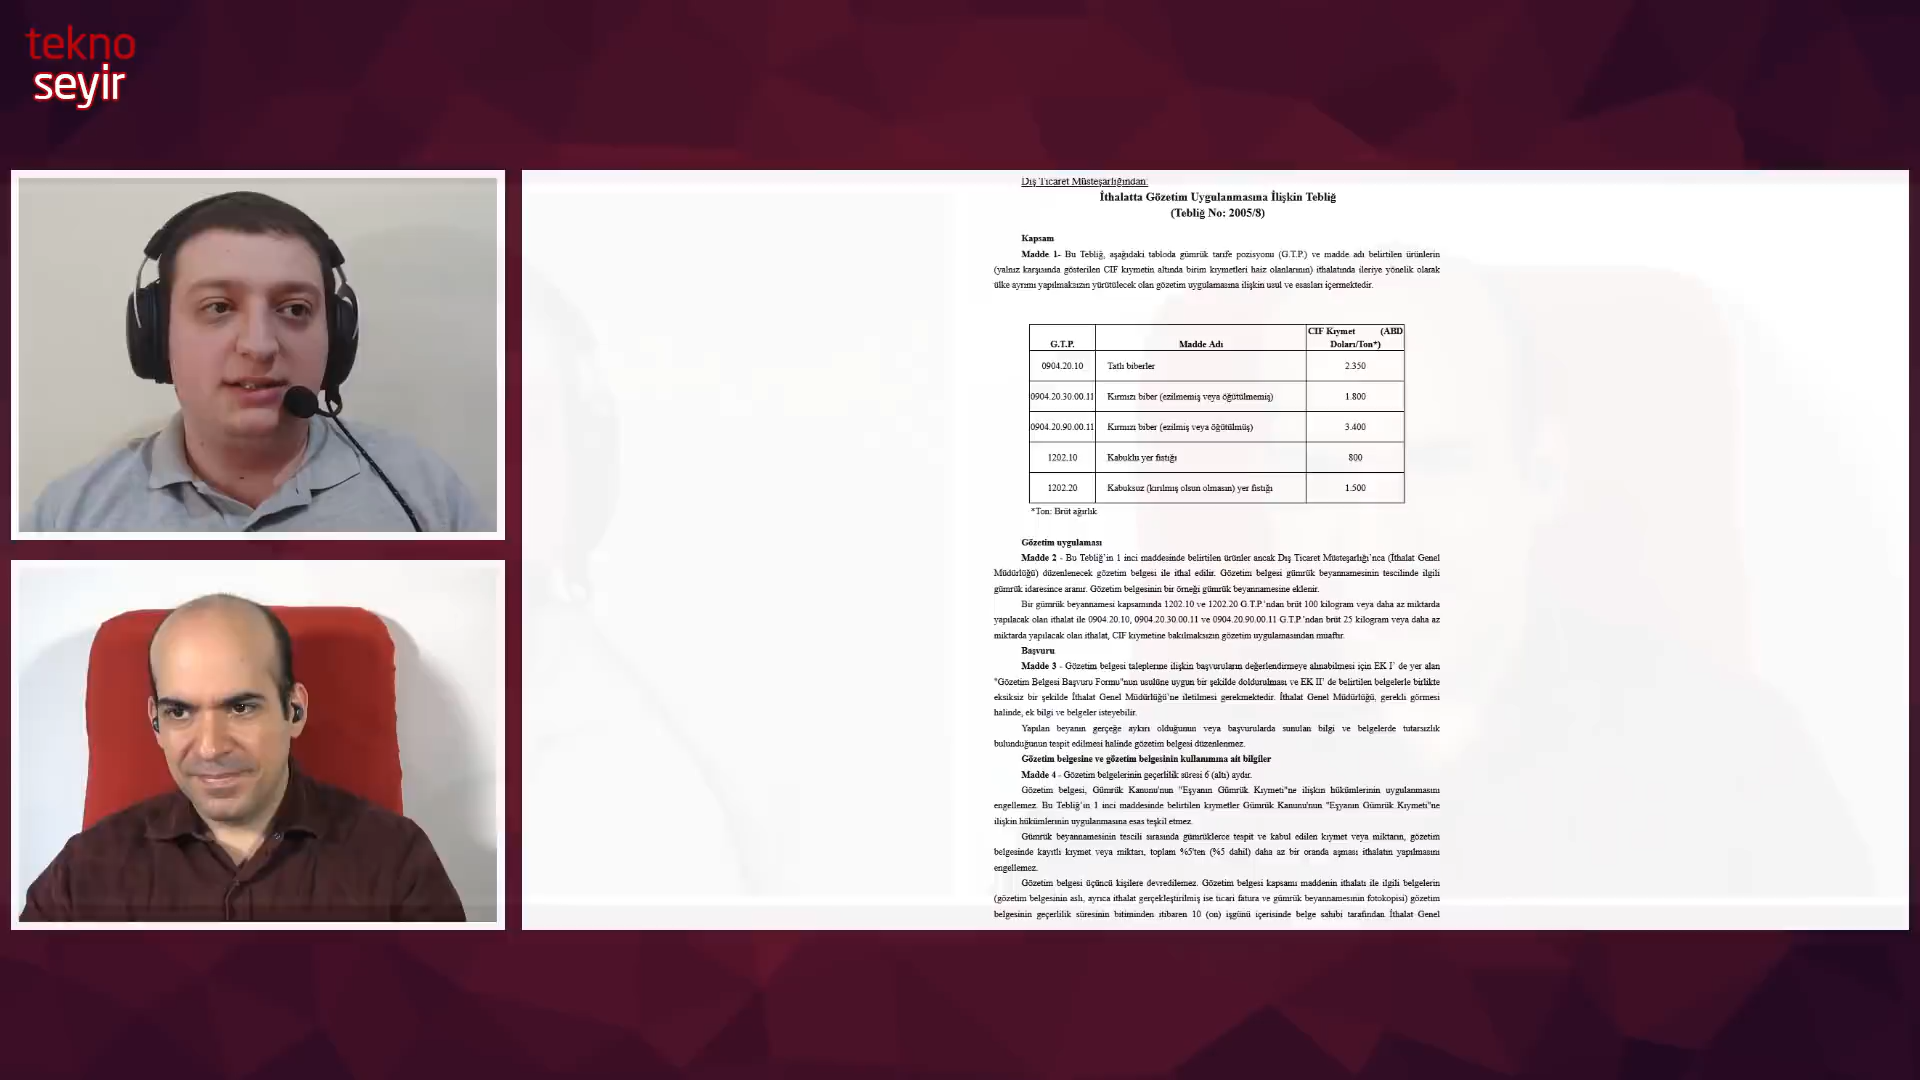 tekno
seyir
Dış Ticaret Müsteşarlığından:
İthalatta Gözetim Uygulanmasına İlişkin Tebliğ
(Tebliğ No: 2005/8)
Kapsam
Madde 1- Bu Tebliğ, aşağıdaki tabloda gümrük tarife pozisyonu (G.T.P.) ve madde adı belirtilen ürünlerin
(yalnız karşısında gösterilen CIF kıymetin altında birim kıymetleri haiz olanlarının) ithalatında ileriye yönelik olarak
ülke ayrımı yapılmaksızın yürütülecek olan gözetim uygulamasına ilişkin usul ve esasları içermektedir.
G.T.P. Madde Adı CIF Kıymet (ABD
Doları/Ton*)
0904.20.10 Tatlı biberler 2.350
0904.20.30.00.11 Kırmızı biber (ezilmemiş veya öğütülmemiş) 1.800
0904.20.90.00.11 Kırmızı biber (ezilmiş veya öğütülmüş) 3.400
1202.10 Kabuklu yer fıstığı 800
1202.20 Kabuksuz (kırılmış olsun olmasın) yer fıstığı 1.500
*Ton: Brüt ağırlık
Gözetim uygulaması
Madde 2 - Bu Tebliğ'in 1 inci maddesinde belirtilen ürünler ancak Dış Ticaret Müsteşarlığı'nca (İthalat Genel
Müdürlüğü) düzenlenecek gözetim belgesi ile ithal edilir. Gözetim belgesi gümrük beyannamesinin tescilinde ilgili
gümrük idaresince aranır. Gözetim belgesinin bir örneği gümrük beyannamesine eklenir.
Bir gümrük beyannamesi kapsamında 1202.10 ve 1202.20 G.T.P.'ndan brüt 100 kilogram veya daha az miktarda
yapılacak olan ithalat ile 0904.20.10, 0904.20.30.00.11 ve 0904.20.90.00.11 G.T.P.'ndan brüt 25 kilogram veya daha az
miktarda yapılacak olan ithalat, CIF kıymetine bakılmaksızın gözetim uygulamasından muaftır.
Başvuru
Madde 3 - Gözetim belgesi taleplerine ilişkin başvuruların değerlendirmeye alınabilmesi için EK I' de yer alan
"Gözetim Belgesi Başvuru Formu"nun usulüne uygun bir şekilde doldurulması ve EK II' de belirtilen belgelerle birlikte
eksiksiz bir şekilde İthalat Genel Müdürlüğü'ne iletilmesi gerekmektedir. İthalat Genel Müdürlüğü, gerekli görmesi
halinde, ek bilgi ve belgeler isteyebilir.
Yapılan beyanın gerçeğe aykırı olduğunun veya başvurularda sunulan bilgi ve belgelerde tutarsızlık
bulunduğunun tespit edilmesi halinde gözetim belgesi düzenlenmez.
Gözetim belgesine ve gözetim belgesinin kullanımına ait bilgiler
Madde 4 - Gözetim belgelerinin geçerlilik süresi 6 (altı) aydır.
Gözetim belgesi, Gümrük Kanunu'nun "Eşyanın Gümrük Kıymeti"ne ilişkin hükümlerinin uygulanmasını
engellemez. Bu Tebliğ'in 1 inci maddesinde belirtilen kıymetler Gümrük Kanunu'nun "Eşyanın Gümrük Kıymeti"ne
ilişkin hükümlerinin uygulanmasına esas teşkil etmez.
Gümrük beyannamesinin tescili sırasında gümrüklerce tespit ve kabul edilen kıymet veya miktarın, gözetim
belgesinde kayıtlı kıymet veya miktarı, toplam %5'ten (%5 dahil) daha az bir oranda aşması ithalatın yapılmasını
engellemez.
Gözetim belgesi üçüncü kişilere devredilemez. Gözetim belgesi kapsamı maddenin ithalatı ile ilgili belgelerin
(gözetim belgesinin aslı, ayrıca ithalat gerçekleştirilmiş ise ticari fatura ve gümrük beyannamesinin fotokopisi) gözetim
belgesinin geçerlilik süresinin bitiminden itibaren 10 (on) işgünü içerisinde belge sahibi tarafından İthalat Genel